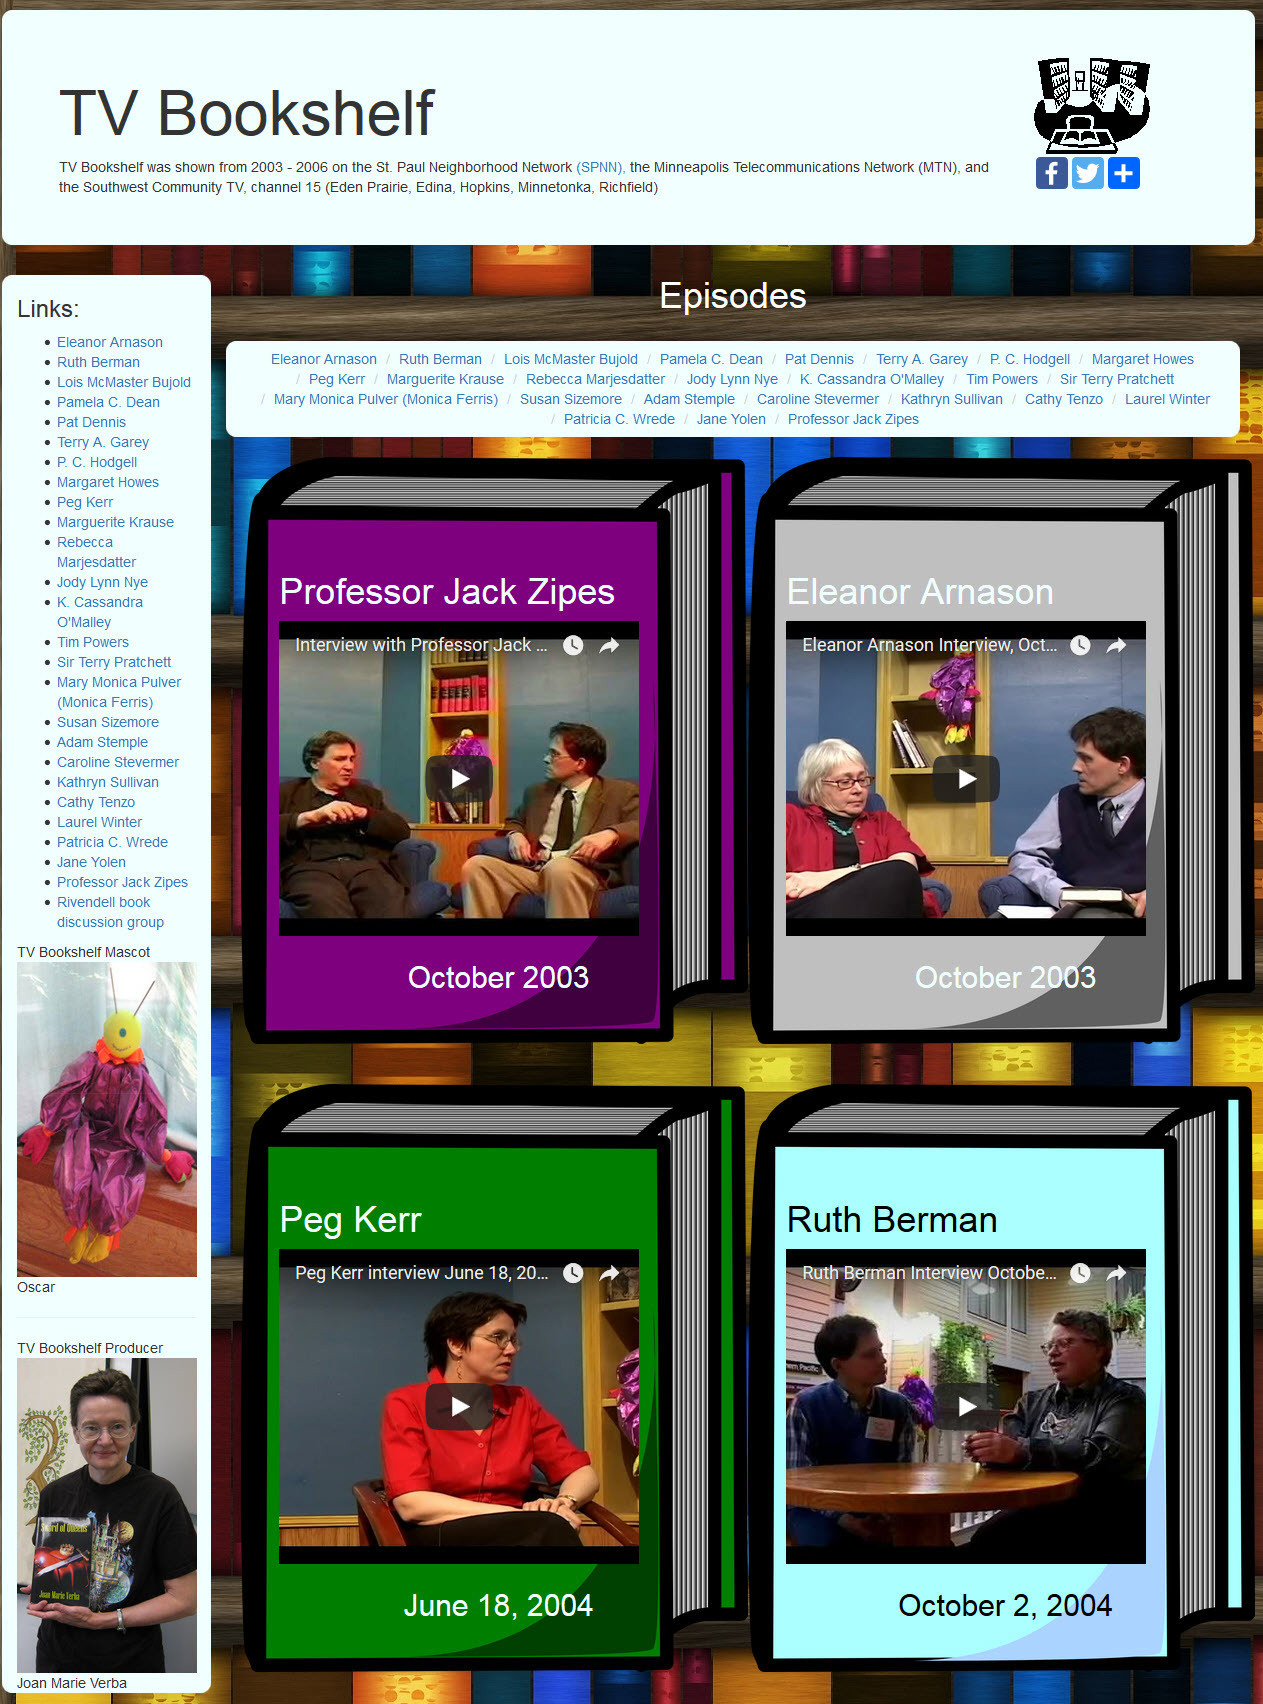 TV Bookshelf
TV Bookshelf was shown from 2003 - 2006 on the St. Paul Neighborhood Network (SPNN), the Minneapolis Telecommunications Network (MTN), and
the Southwest Community TV, channel 15 (Eden Prairie, Edina, Hopkins, Minnetonka, Richfield)
Links:
Eleanor Arnason
Ruth Berman
Lois McMaster Bujold
Pamela C. Dean
Pat Dennis
Terry A. Garey
P. C. Hodgell
Margaret Howes
Peg Kerr
Marguerite Krause
Rebecca
Marjesdatter
Jody Lynn Nye
K. Cassandra
O'Malley
Tim Powers
Sir Terry Pratchett
Mary Monica Pulver
(Monica Ferris)
Susan Sizemore
Adam Stemple
Caroline Stevermer
Kathryn Sullivan
Cathy Tenzo
Laurel Winter
Patricia C. Wrede
Jane Yolen
Professor Jack Zipes
Rivendell book
discussion group
TV Bookshelf Mascot
Oscar
TV Bookshelf Producer
Joan Marie Verba
Joan Marie Verba
Episodes
Eleanor Arnason / Ruth Berman / Lois McMaster Bujold / Pamela C. Dean / Pat Dennis / Terry A. Garey / P. C. Hodgell / Margaret Howes
/ Peg Kerr / Marguerite Krause / Rebecca Marjesdatter / Jody Lynn Nye / K. Cassandra O'Malley / Tim Powers / Sir Terry Pratchett
/ Mary Monica Pulver (Monica Ferris) / Susan Sizemore / Adam Stemple / Caroline Stevermer / Kathryn Sullivan / Cathy Tenzo / Laurel Winter
/ Patricia C. Wrede / Jane Yolen / Professor Jack Zipes
Professor Jack Zipes
Interview with Professor Jack ...
October 2003
Eleanor Arnason
Eleanor Arnason Interview, Oct...
October 2003
Peg Kerr
Peg Kerr interview June 18, 20...
June 18, 2004
Ruth Berman
Ruth Berman Interview Octobe...
October 2, 2004